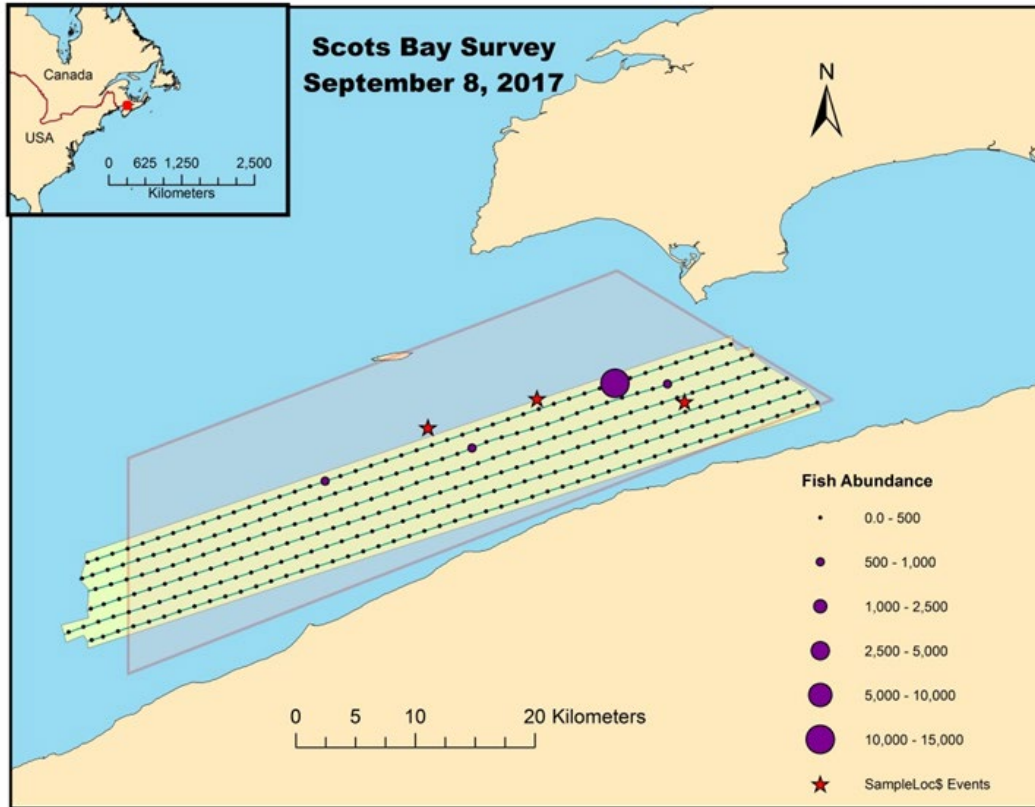 Scots Bay Survey
September 8, 2017
Canada
USA
0 625 1,250 2,500
Kilometers
N
Fish Abundance
0.0 - 500
500 - 1,000
1,000 - 2,500
2,500 - 5,000
5,000 - 10,000
10,000 - 15,000
SampleLoc$ Events
0 5 10 20 Kilometers